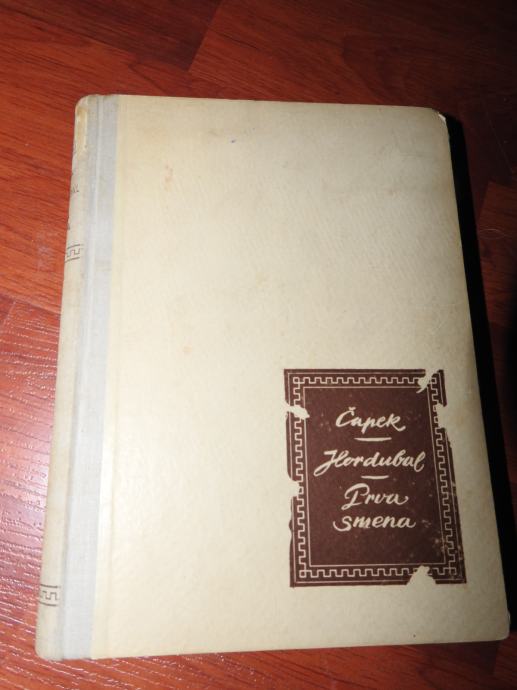 Čapek
Hordubal
Prva
smena